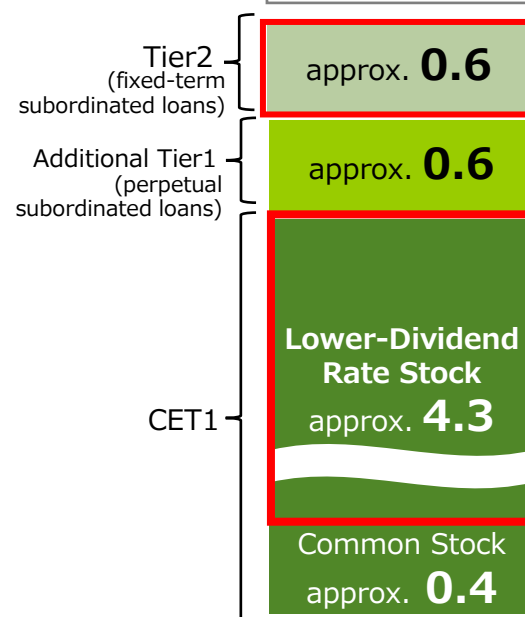 Tier2
(fixed-term
subordinated loans)
approx. 0.6
Additional Tier1
(perpetual
subordinated loans)
approx. 0.6
CET1
Lower-Dividend
Rate Stock
approx. 4.3
Common Stock
approx. 0.4